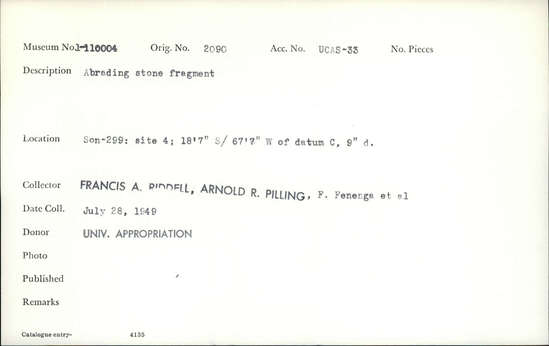 Museum No. 1-116004 Orig. No. 2090 Acc. No. UCAS-33 No. Pieces
Description Abrading stone fragment
Location Son-299: site 4; 18'7" S/ 67'7" W of datum C, 9" d.
Collector FRANCIS A. RIDDELL, ARNOLD R. PILLING, F. Fenenga et al
Date Coll. July 28, 1949
Donor UNIV. APPROPRIATION
Photo
Published
Remarks
Catalogue entry- 4135